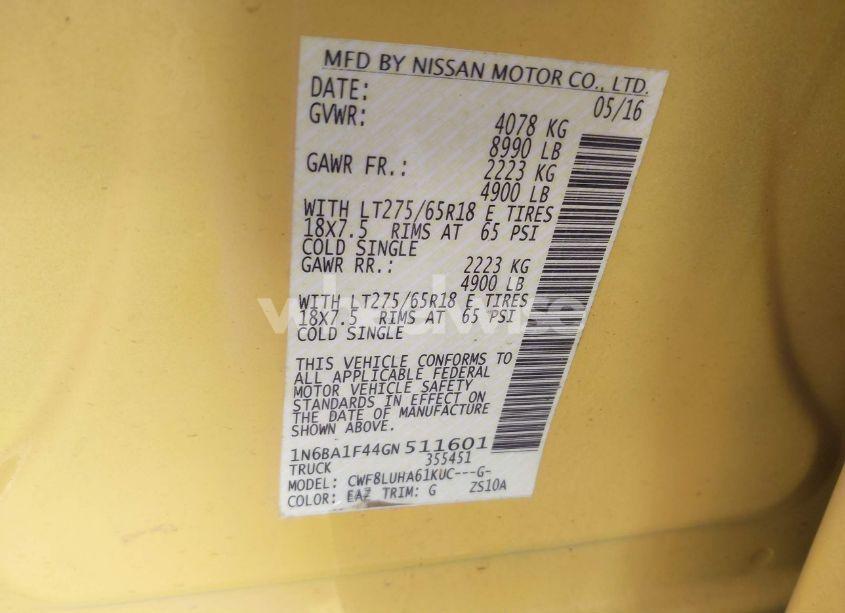 MFD BY NISSAN MOTOR CO., LTD.
DATE: 05/16
GVWR: 4078 KG
8990 LB
GAWR FR.: 2223 KG
4900 LB
WITH LT275/65R18 E TIRES
18X7.5 RIMS AT 65 PSI
COLD SINGLE
GAWR RR.: 2223 KG
4900 LB
WITH LT275/65R18 E TIRES
18X7.5 RIMS AT 65 PSI
COLD SINGLE
wheelwise
THIS VEHICLE CONFORMS TO
ALL APPLICABLE FEDERAL
MOTOR VEHICLE SAFETY
STANDARDS IN EFFECT ON
THE DATE OF MANUFACTURE
SHOWN ABOVE.
1N6BA1F44GN511601
TRUCK 355451
MODEL: CWF8LUHA61KUC---G-
COLOR: EAZ TRIM: G ZS10A